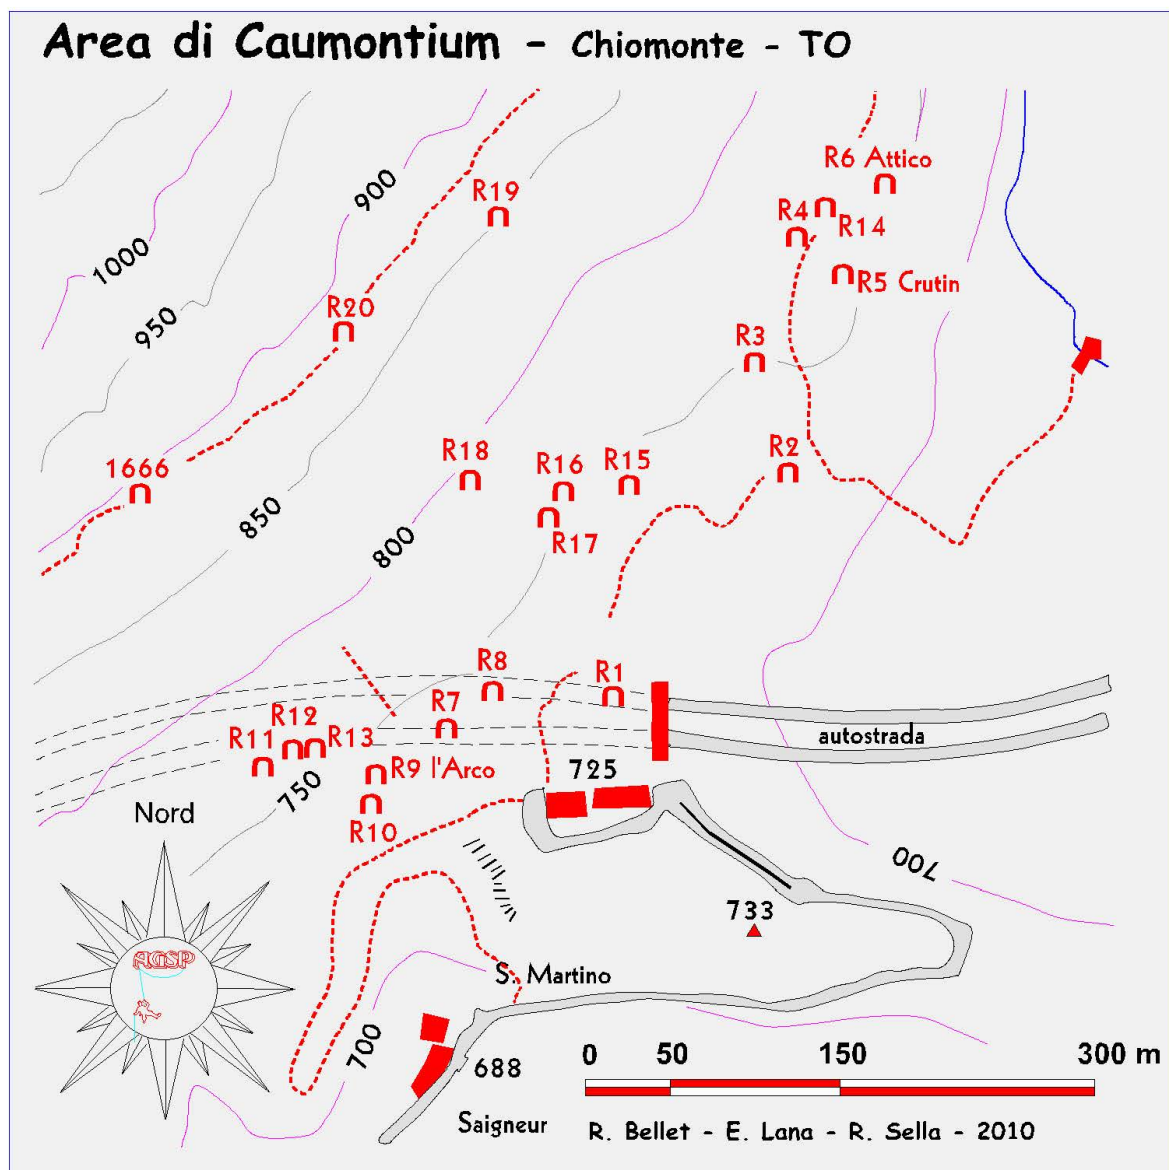 Area di Caumontium - Chiomonte - TO
R6 Attico
900
R19
R4
R14
1000
R5 Crutin
R20
950
R3
R18
R16
R15
R2
1666
850
800
R17
R8
R1
R7
R12
R11
R13
autostrada
R9 l'Arco
725
750
Nord
R10
700
733
AGSP
S. Martino
700
688
0 50 150 300 m
Saigneur
R. Bellet - E. Lana - R. Sella - 2010